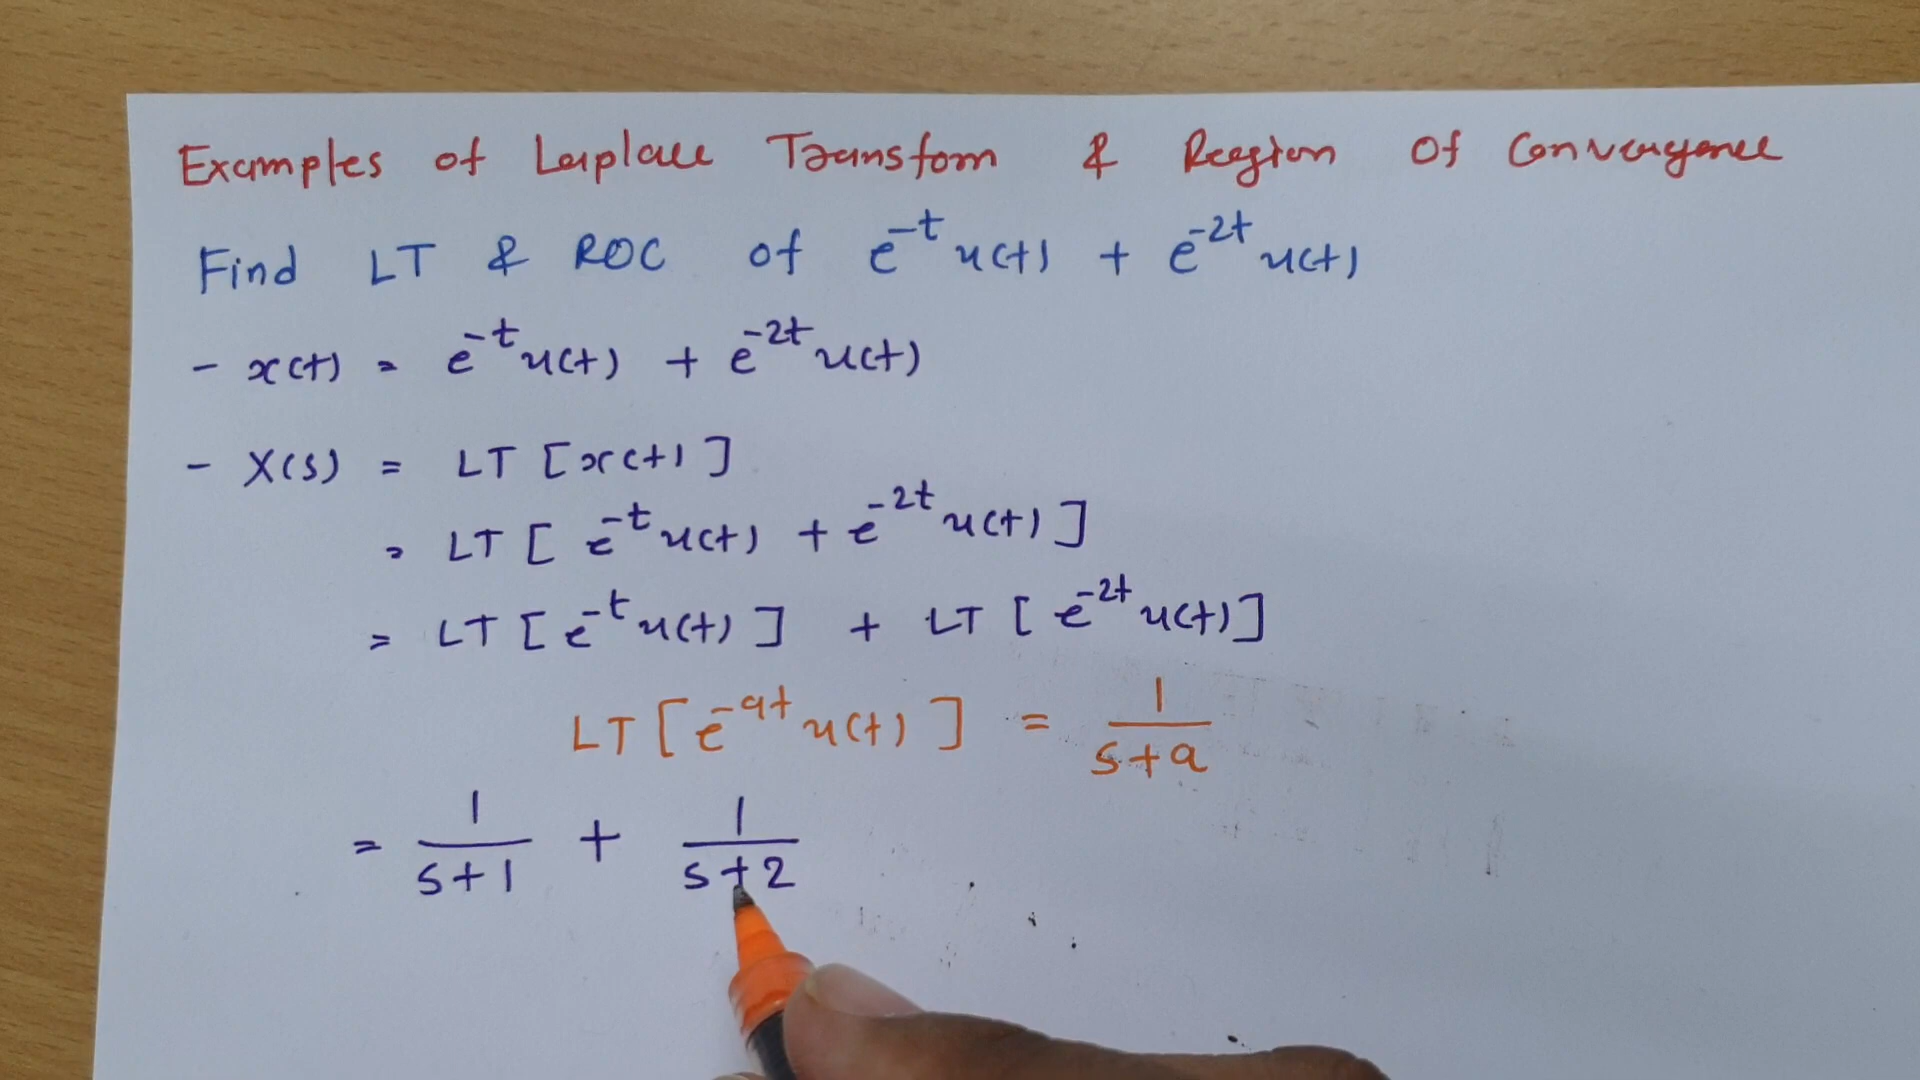 Examples of Laplace Transfom & Region Of Convergence
Find LT & ROC of e^-t u(t) + e^-2t u(t)
- x(t) = e^-t u(t) + e^-2t u(t)
- X(s) = LT [x(t)]
= LT [ e^-t u(t) + e^-2t u(t) ]
= LT [ e^-t u(t) ] + LT [ e^-2t u(t) ]
LT [ e^-at u(t) ] = 1/(s+a)
= 1/(s+1) + 1/(s+2)